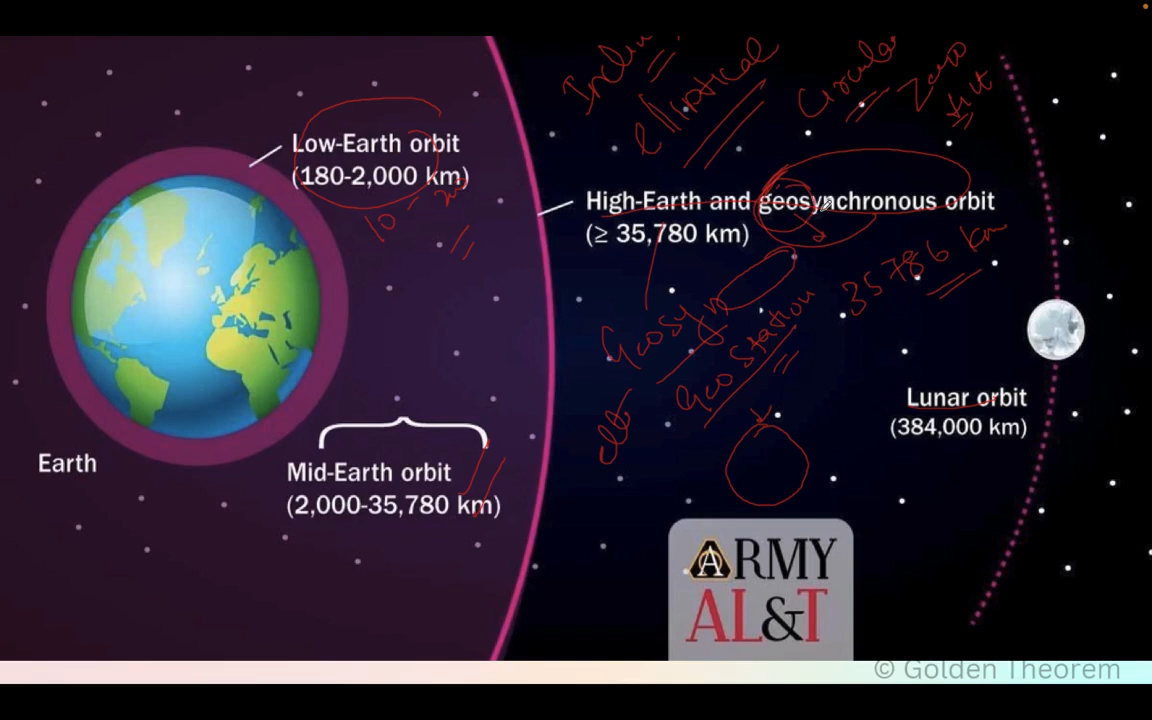 Low-Earth orbit
(180-2,000 km)
elliptical
Circular
Zero
High-Earth and geosynchronous orbit
(≥ 35,780 km)
35786 km
Geosyn
Geo Station
Lunar orbit
(384,000 km)
Earth
Mid-Earth orbit
(2,000-35,780 km)
ARMY
AL&T
© Golden Theorem